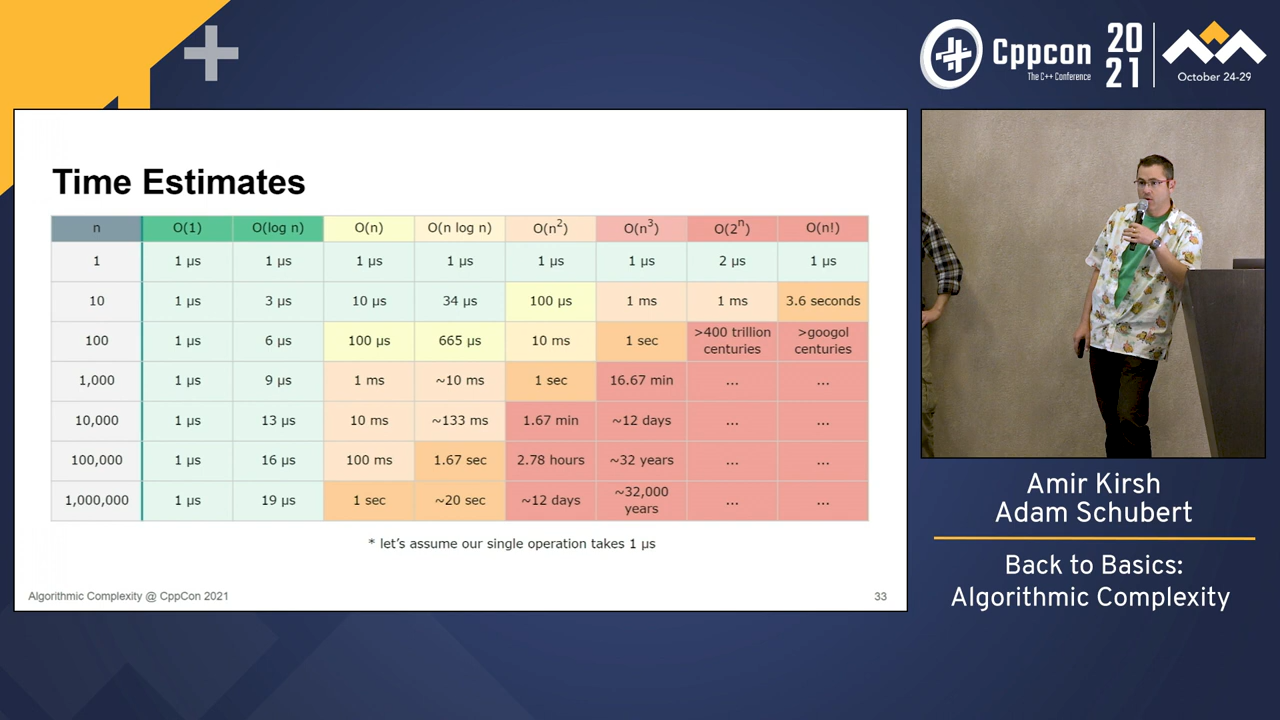 Cppcon
The C++ Conference
20
21
October 24-29
Time Estimates
n O(1) O(log n) O(n) O(n log n) O(n²) O(n³) O(2ⁿ) O(n!)
1 1 μs 1 μs 1 μs 1 μs 1 μs 1 μs 2 μs 1 μs
10 1 μs 3 μs 10 μs 34 μs 100 μs 1 ms 1 ms 3.6 seconds
100 1 μs 6 μs 100 μs 665 μs 10 ms 1 sec >400 trillion centuries >googol centuries
1,000 1 μs 9 μs 1 ms ~10 ms 1 sec 16.67 min ... ...
10,000 1 μs 13 μs 10 ms ~133 ms 1.67 min ~12 days ... ...
100,000 1 μs 16 μs 100 ms 1.67 sec 2.78 hours ~32 years ... ...
1,000,000 1 μs 19 μs 1 sec ~20 sec ~12 days ~32,000 years ... ...
* let's assume our single operation takes 1 μs
Algorithmic Complexity @ CppCon 2021
33
Amir Kirsh
Adam Schubert
Back to Basics:
Algorithmic Complexity